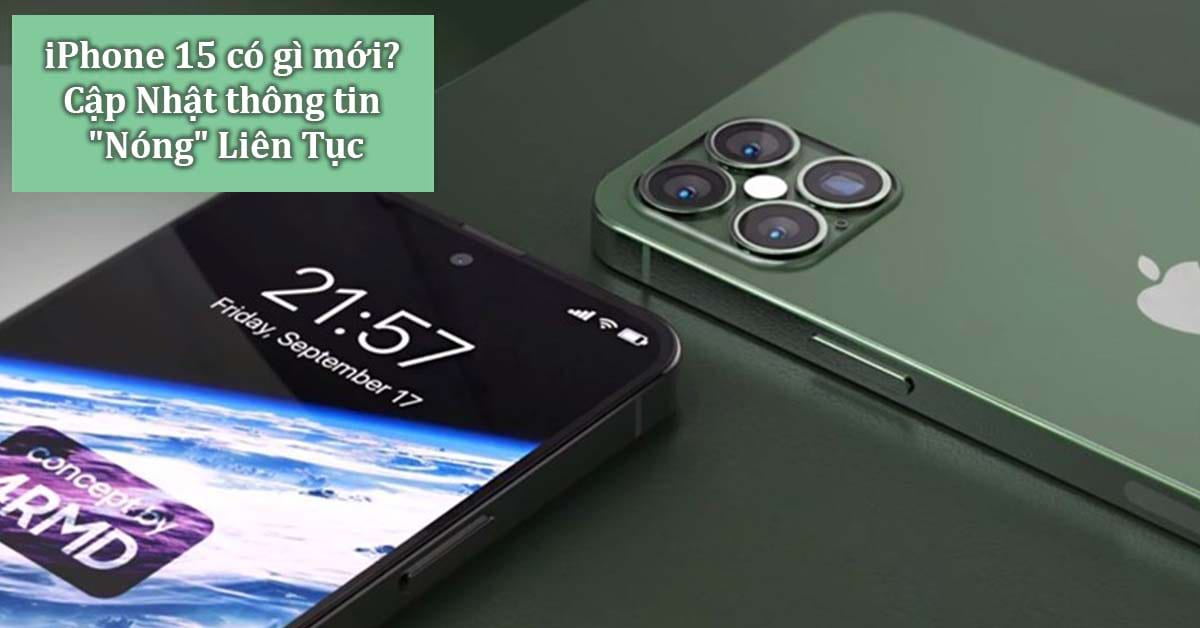 iPhone 15 có gì mới?
Cập Nhật thông tin
"Nóng" Liên Tục
21:57
Friday, September 17
concept by
4RMD